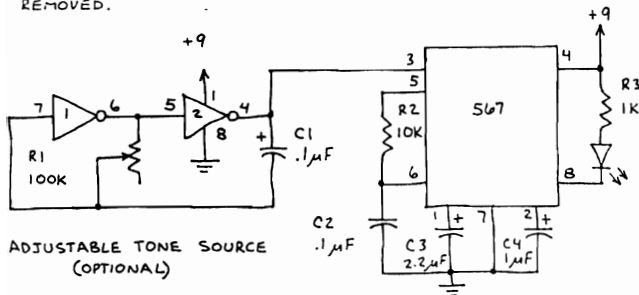 REMOVED.
+9
+9
3
4
5
567
R3
1K
7
1
6
5
2
1
4
8
R2
10K
C1
+
.1µF
R1
100K
6
8
C2
.1µF
1
+
7
2
+
C3
2.2µF
C4
1µF
ADJUSTABLE TONE SOURCE
(OPTIONAL)